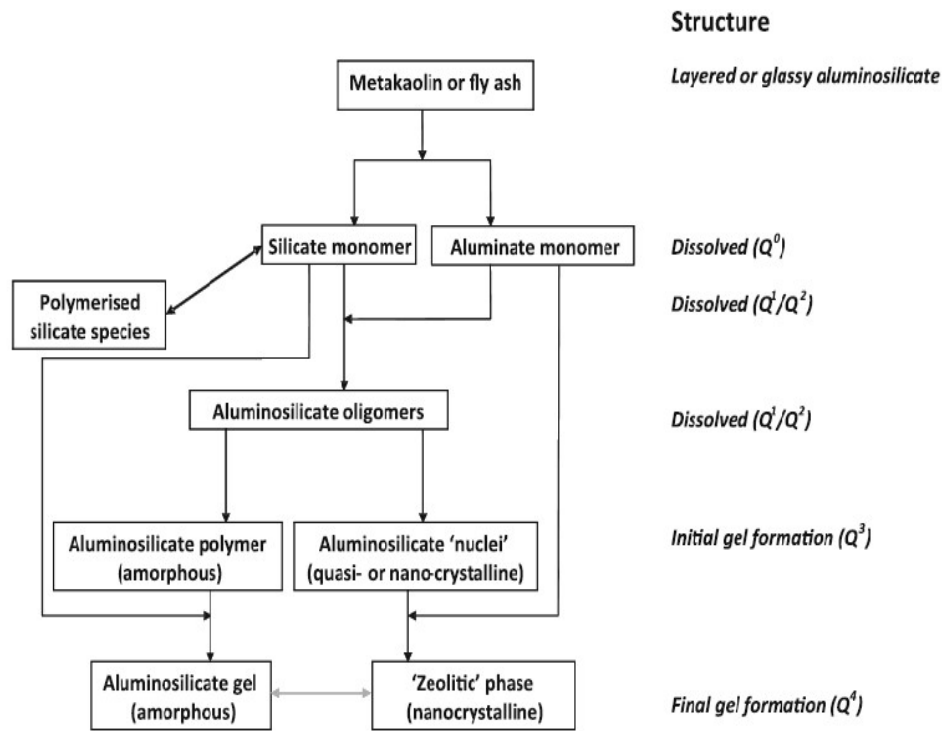 Structure
Metakaolin or fly ash
Layered or glassy aluminosilicate
Silicate monomer
Aluminate monomer
Dissolved (Q⁰)
Polymerised
silicate species
Dissolved (Q¹/Q²)
Aluminosilicate oligomers
Dissolved (Q¹/Q²)
Aluminosilicate polymer
(amorphous)
Aluminosilicate ‘nuclei’
(quasi- or nano-crystalline)
Initial gel formation (Q³)
Aluminosilicate gel
(amorphous)
‘Zeolitic’ phase
(nanocrystalline)
Final gel formation (Q⁴)